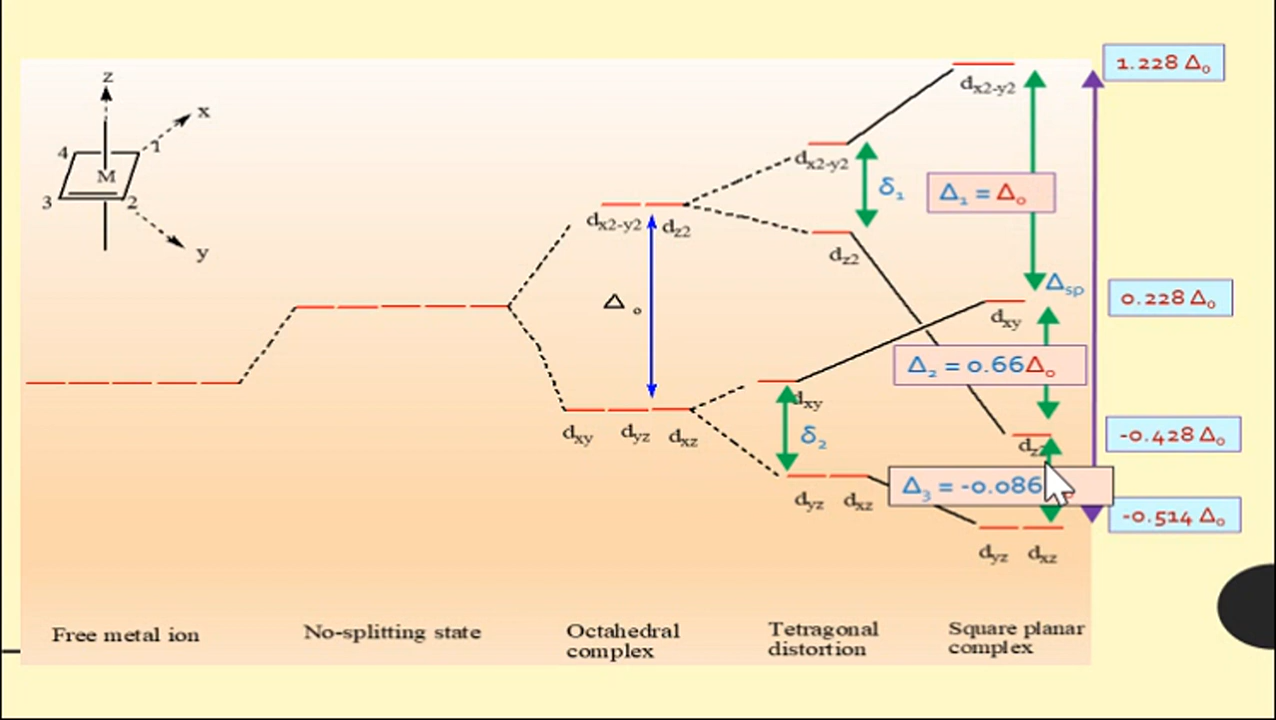 z
x
4
1
M
3
2
y
1.228 Δo
dx2-y2
dx2-y2
δ1
Δ1 = Δo
dx2-y2 dz2
dz2
Δsp
0.228 Δo
Δo
dxy
Δ2 = 0.66Δo
dxy
dxy dyz dxz
δ2
-0.428 Δo
Δ3 = -0.086
dyz dxz
-0.514 Δo
dyz dxz
Free metal ion
No-splitting state
Octahedral
complex
Tetragonal
distortion
Square planar
complex